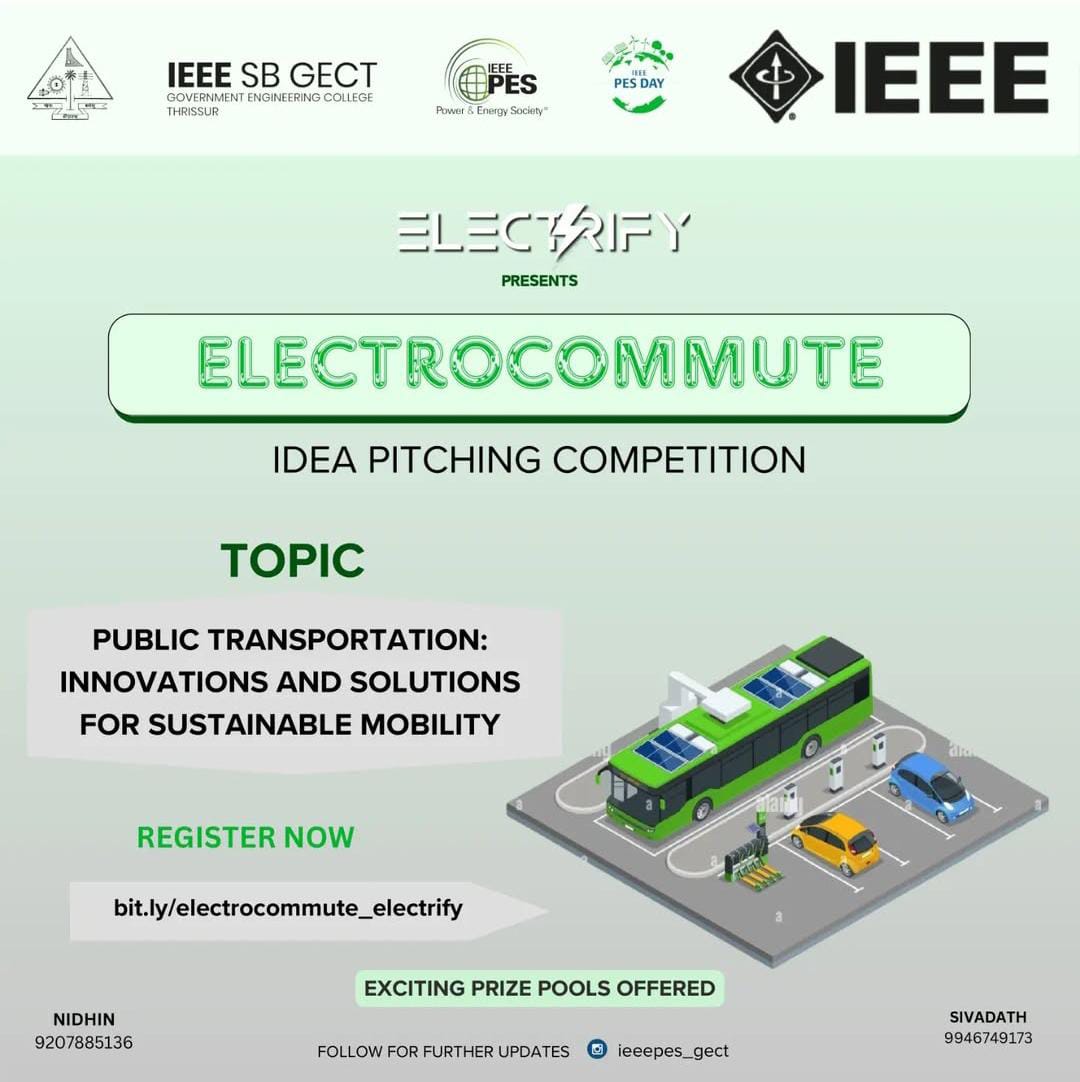 IEEE SB GECT
GOVERNMENT ENGINEERING COLLEGE
THRISSUR
IEEE
PES
Power & Energy Society®
IEEE
PES DAY
IEEE
ELECTRIFY
PRESENTS
ELECTROCOMMUTE
IDEA PITCHING COMPETITION
TOPIC
PUBLIC TRANSPORTATION:
INNOVATIONS AND SOLUTIONS
FOR SUSTAINABLE MOBILITY
REGISTER NOW
bit.ly/electrocommute_electrify
alamy
EXCITING PRIZE POOLS OFFERED
NIDHIN
9207885136
SIVADATH
9946749173
FOLLOW FOR FURTHER UPDATES ieeepes_gect